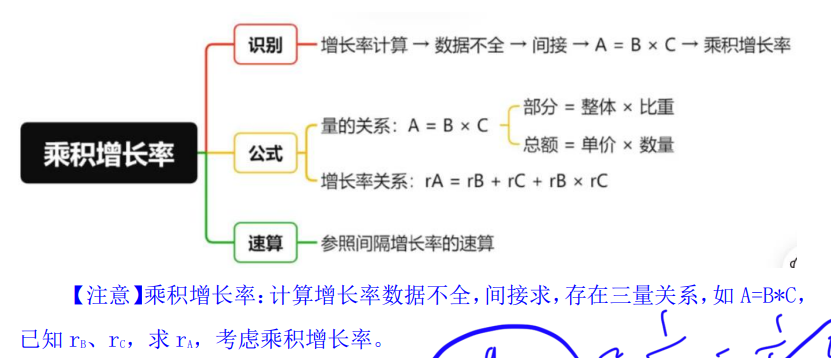 识别
增长率计算 → 数据不全 → 间接 → A = B × C → 乘积增长率
乘积增长率
公式
量的关系：A = B × C
部分 = 整体 × 比重
总额 = 单价 × 数量
增长率关系：rA = rB + rC + rB × rC
速算
参照间隔增长率的速算
【注意】乘积增长率：计算增长率数据不全，间接求，存在三量关系，如 A=B*C，
已知 rB、rC，求 rA，考虑乘积增长率。